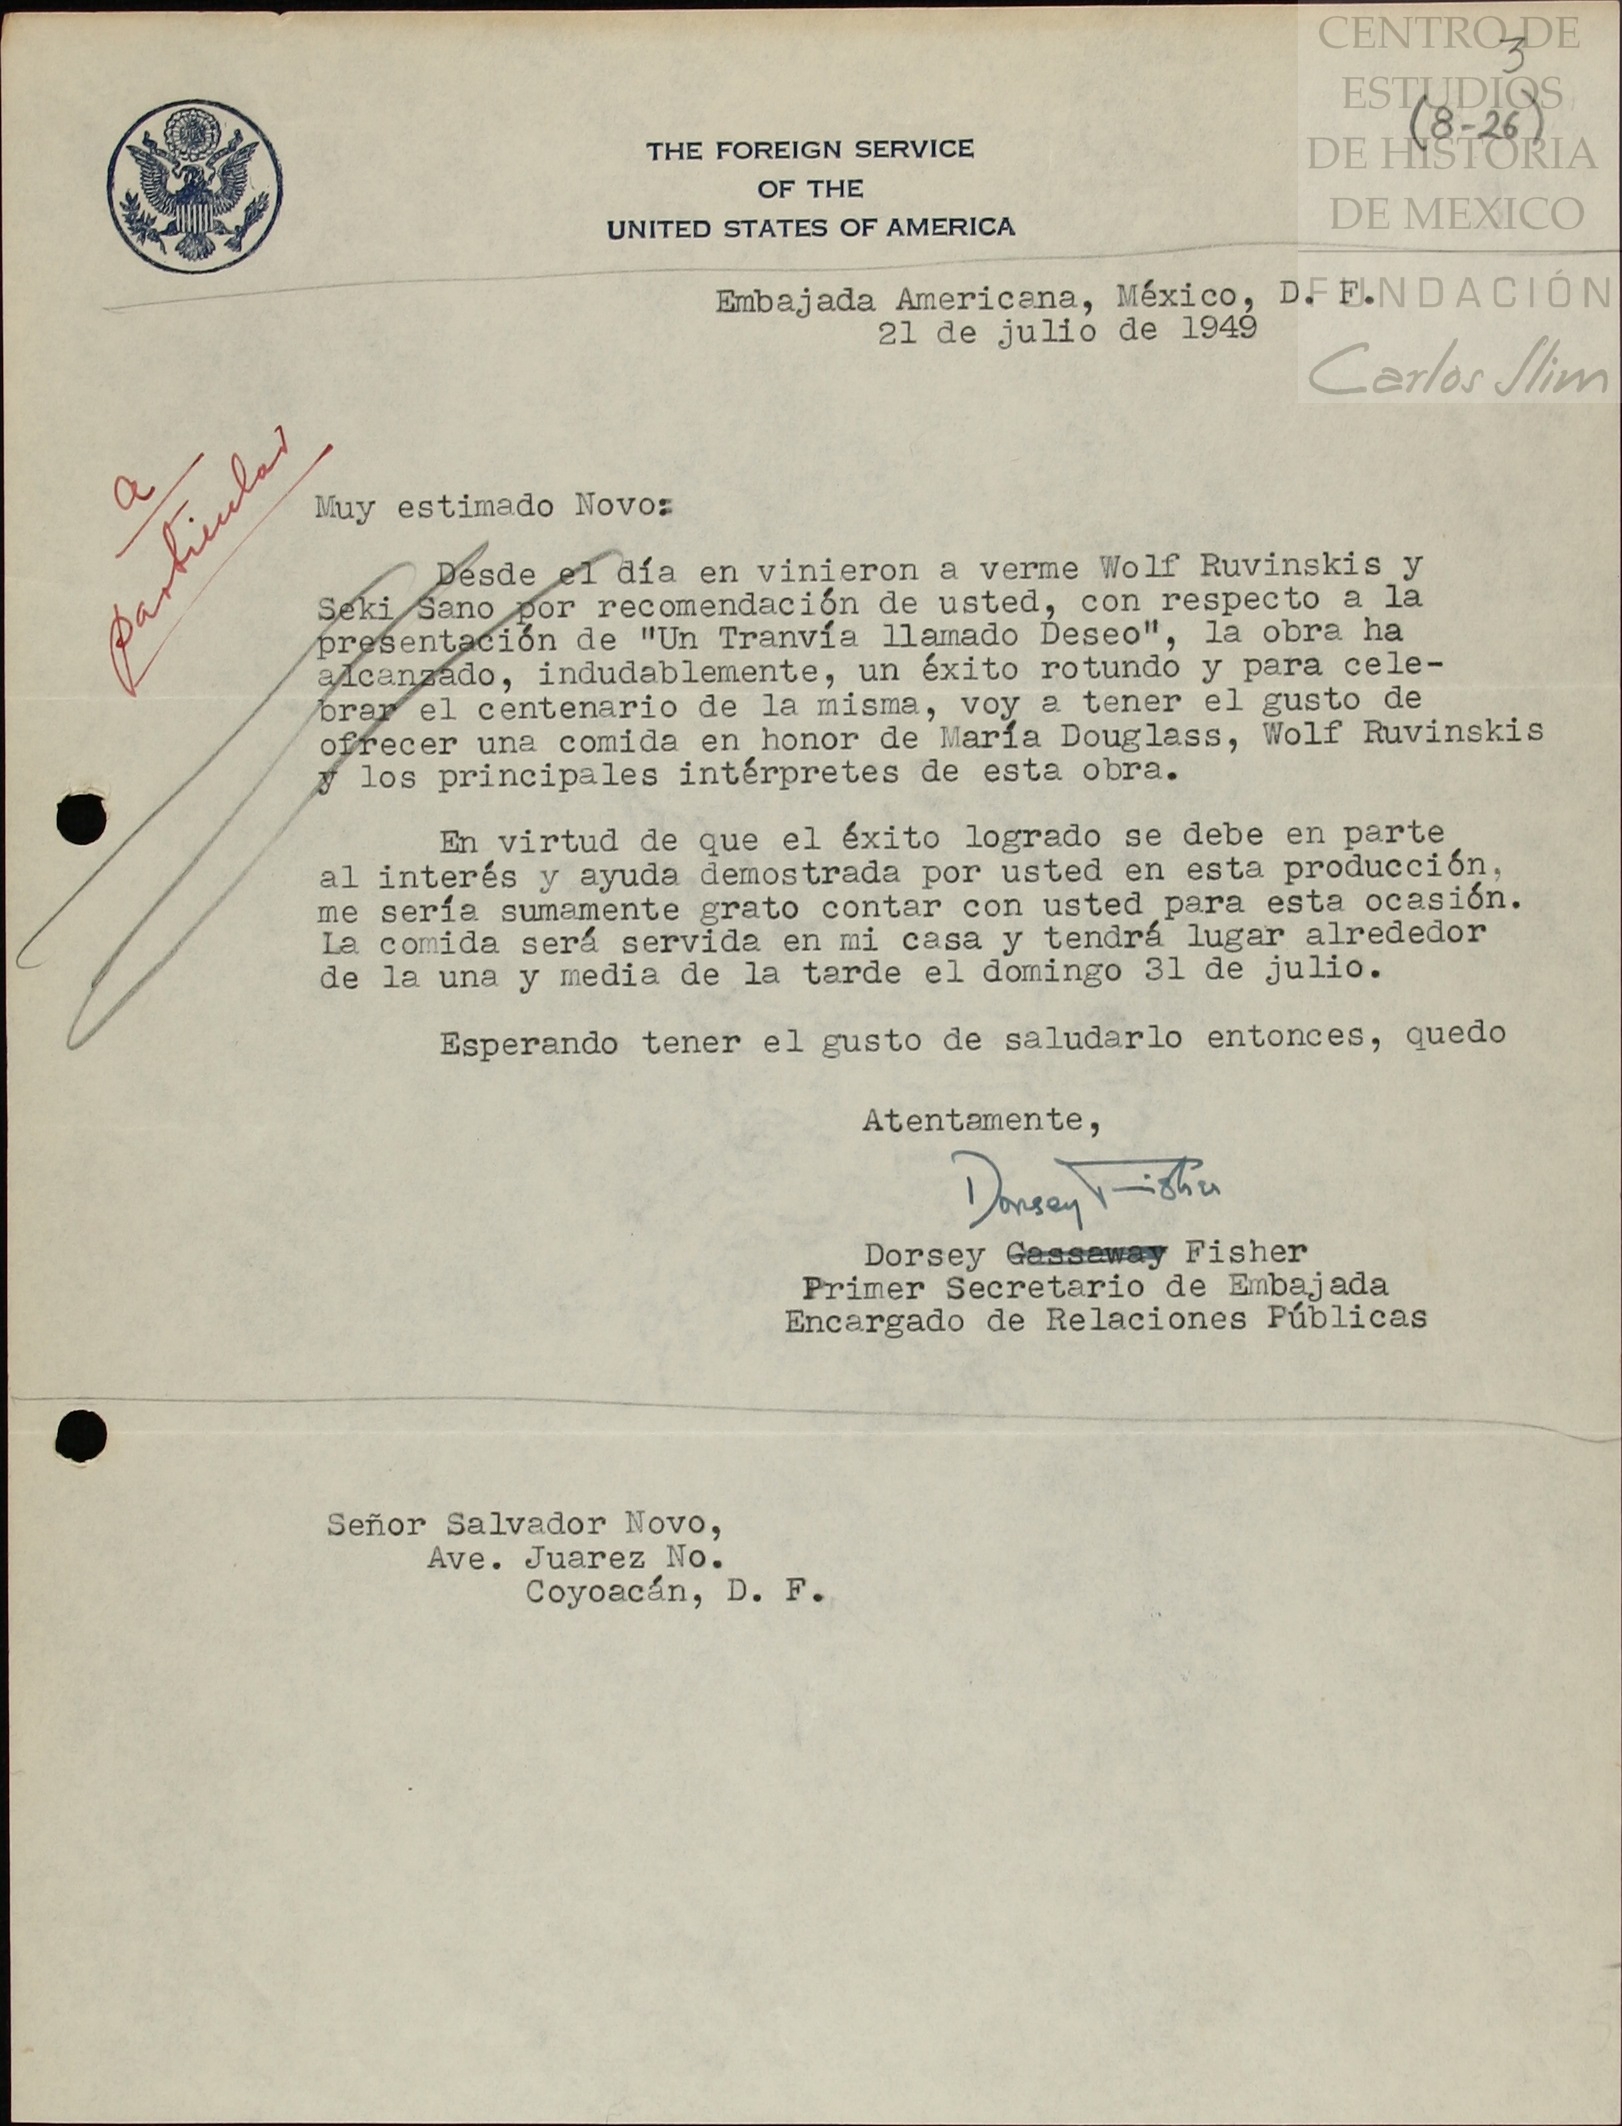 CENTRO DE
ESTUDIOS
DE HISTORIA
DE MEXICO
FUNDACIÓN
Carlos Slim
3
(8-26)
THE FOREIGN SERVICE
OF THE
UNITED STATES OF AMERICA
Embajada Americana, México, D. F.
21 de julio de 1949
a
particular
Muy estimado Novo:
Desde el día en vinieron a verme Wolf Ruvinskis y
Seki Sano por recomendación de usted, con respecto a la
presentación de "Un Tranvía llamado Deseo", la obra ha
alcanzado, indudablemente, un éxito rotundo y para cele-
brar el centenario de la misma, voy a tener el gusto de
ofrecer una comida en honor de María Douglass, Wolf Ruvinskis
y los principales intérpretes de esta obra.
En virtud de que el éxito logrado se debe en parte
al interés y ayuda demostrada por usted en esta producción,
me sería sumamente grato contar con usted para esta ocasión.
La comida será servida en mi casa y tendrá lugar alrededor
de la una y media de la tarde el domingo 31 de julio.
Esperando tener el gusto de saludarlo entonces, quedo
Atentamente,
Dorsey Fisher
Dorsey Gassaway Fisher
Primer Secretario de Embajada
Encargado de Relaciones Públicas
Señor Salvador Novo,
Ave. Juarez No.
Coyoacán, D. F.